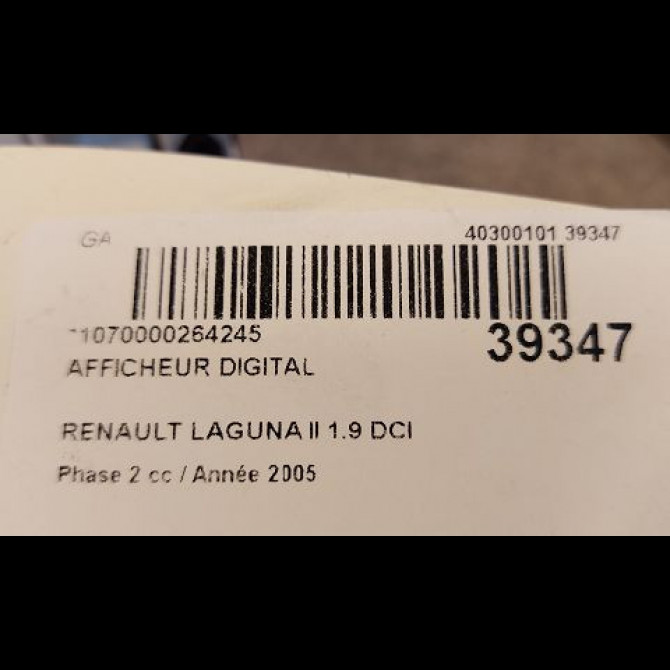 GA 40300101 39347
*1070000264245 39347
AFFICHEUR DIGITAL
RENAULT LAGUNA II 1.9 DCI
Phase 2 cc / Année 2005